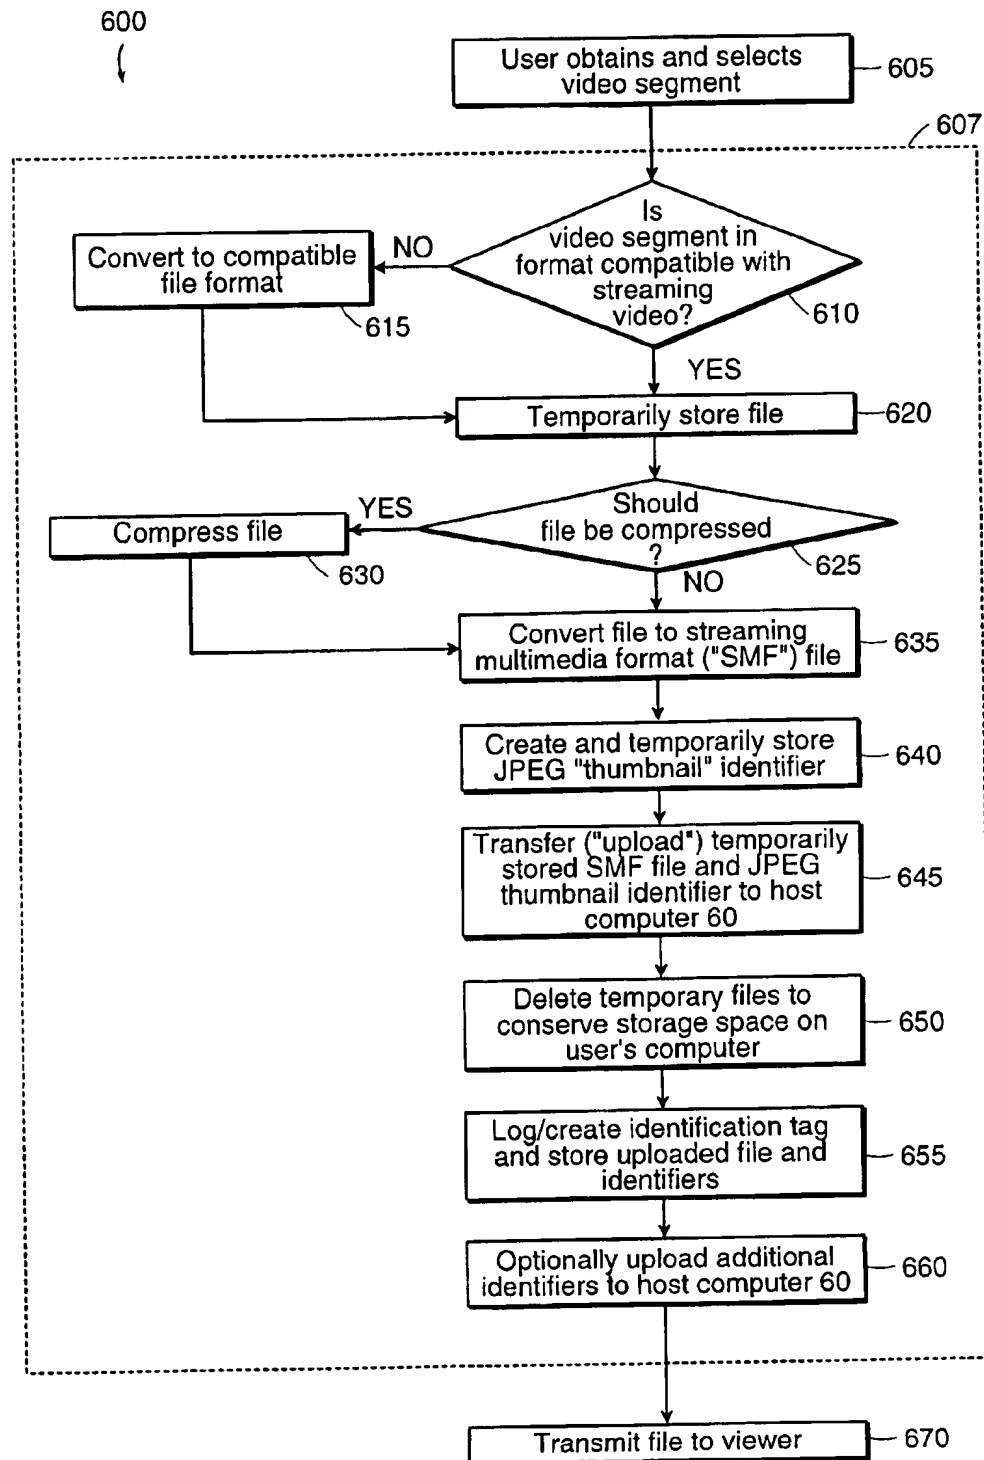 600
User obtains and selects
video segment
605
607
Is
video segment in
format compatible with
streaming
video?
610
NO
Convert to compatible
file format
615
YES
Temporarily store file
620
Should
file be compressed
?
625
YES
Compress file
630
NO
Convert file to streaming
multimedia format ("SMF") file
635
Create and temporarily store
JPEG "thumbnail" identifier
640
Transfer ("upload") temporarily
stored SMF file and JPEG
thumbnail identifier to host
computer 60
645
Delete temporary files to
conserve storage space on
user's computer
650
Log/create identification tag
and store uploaded file and
identifiers
655
Optionally upload additional
identifiers to host computer 60
660
Transmit file to viewer
670